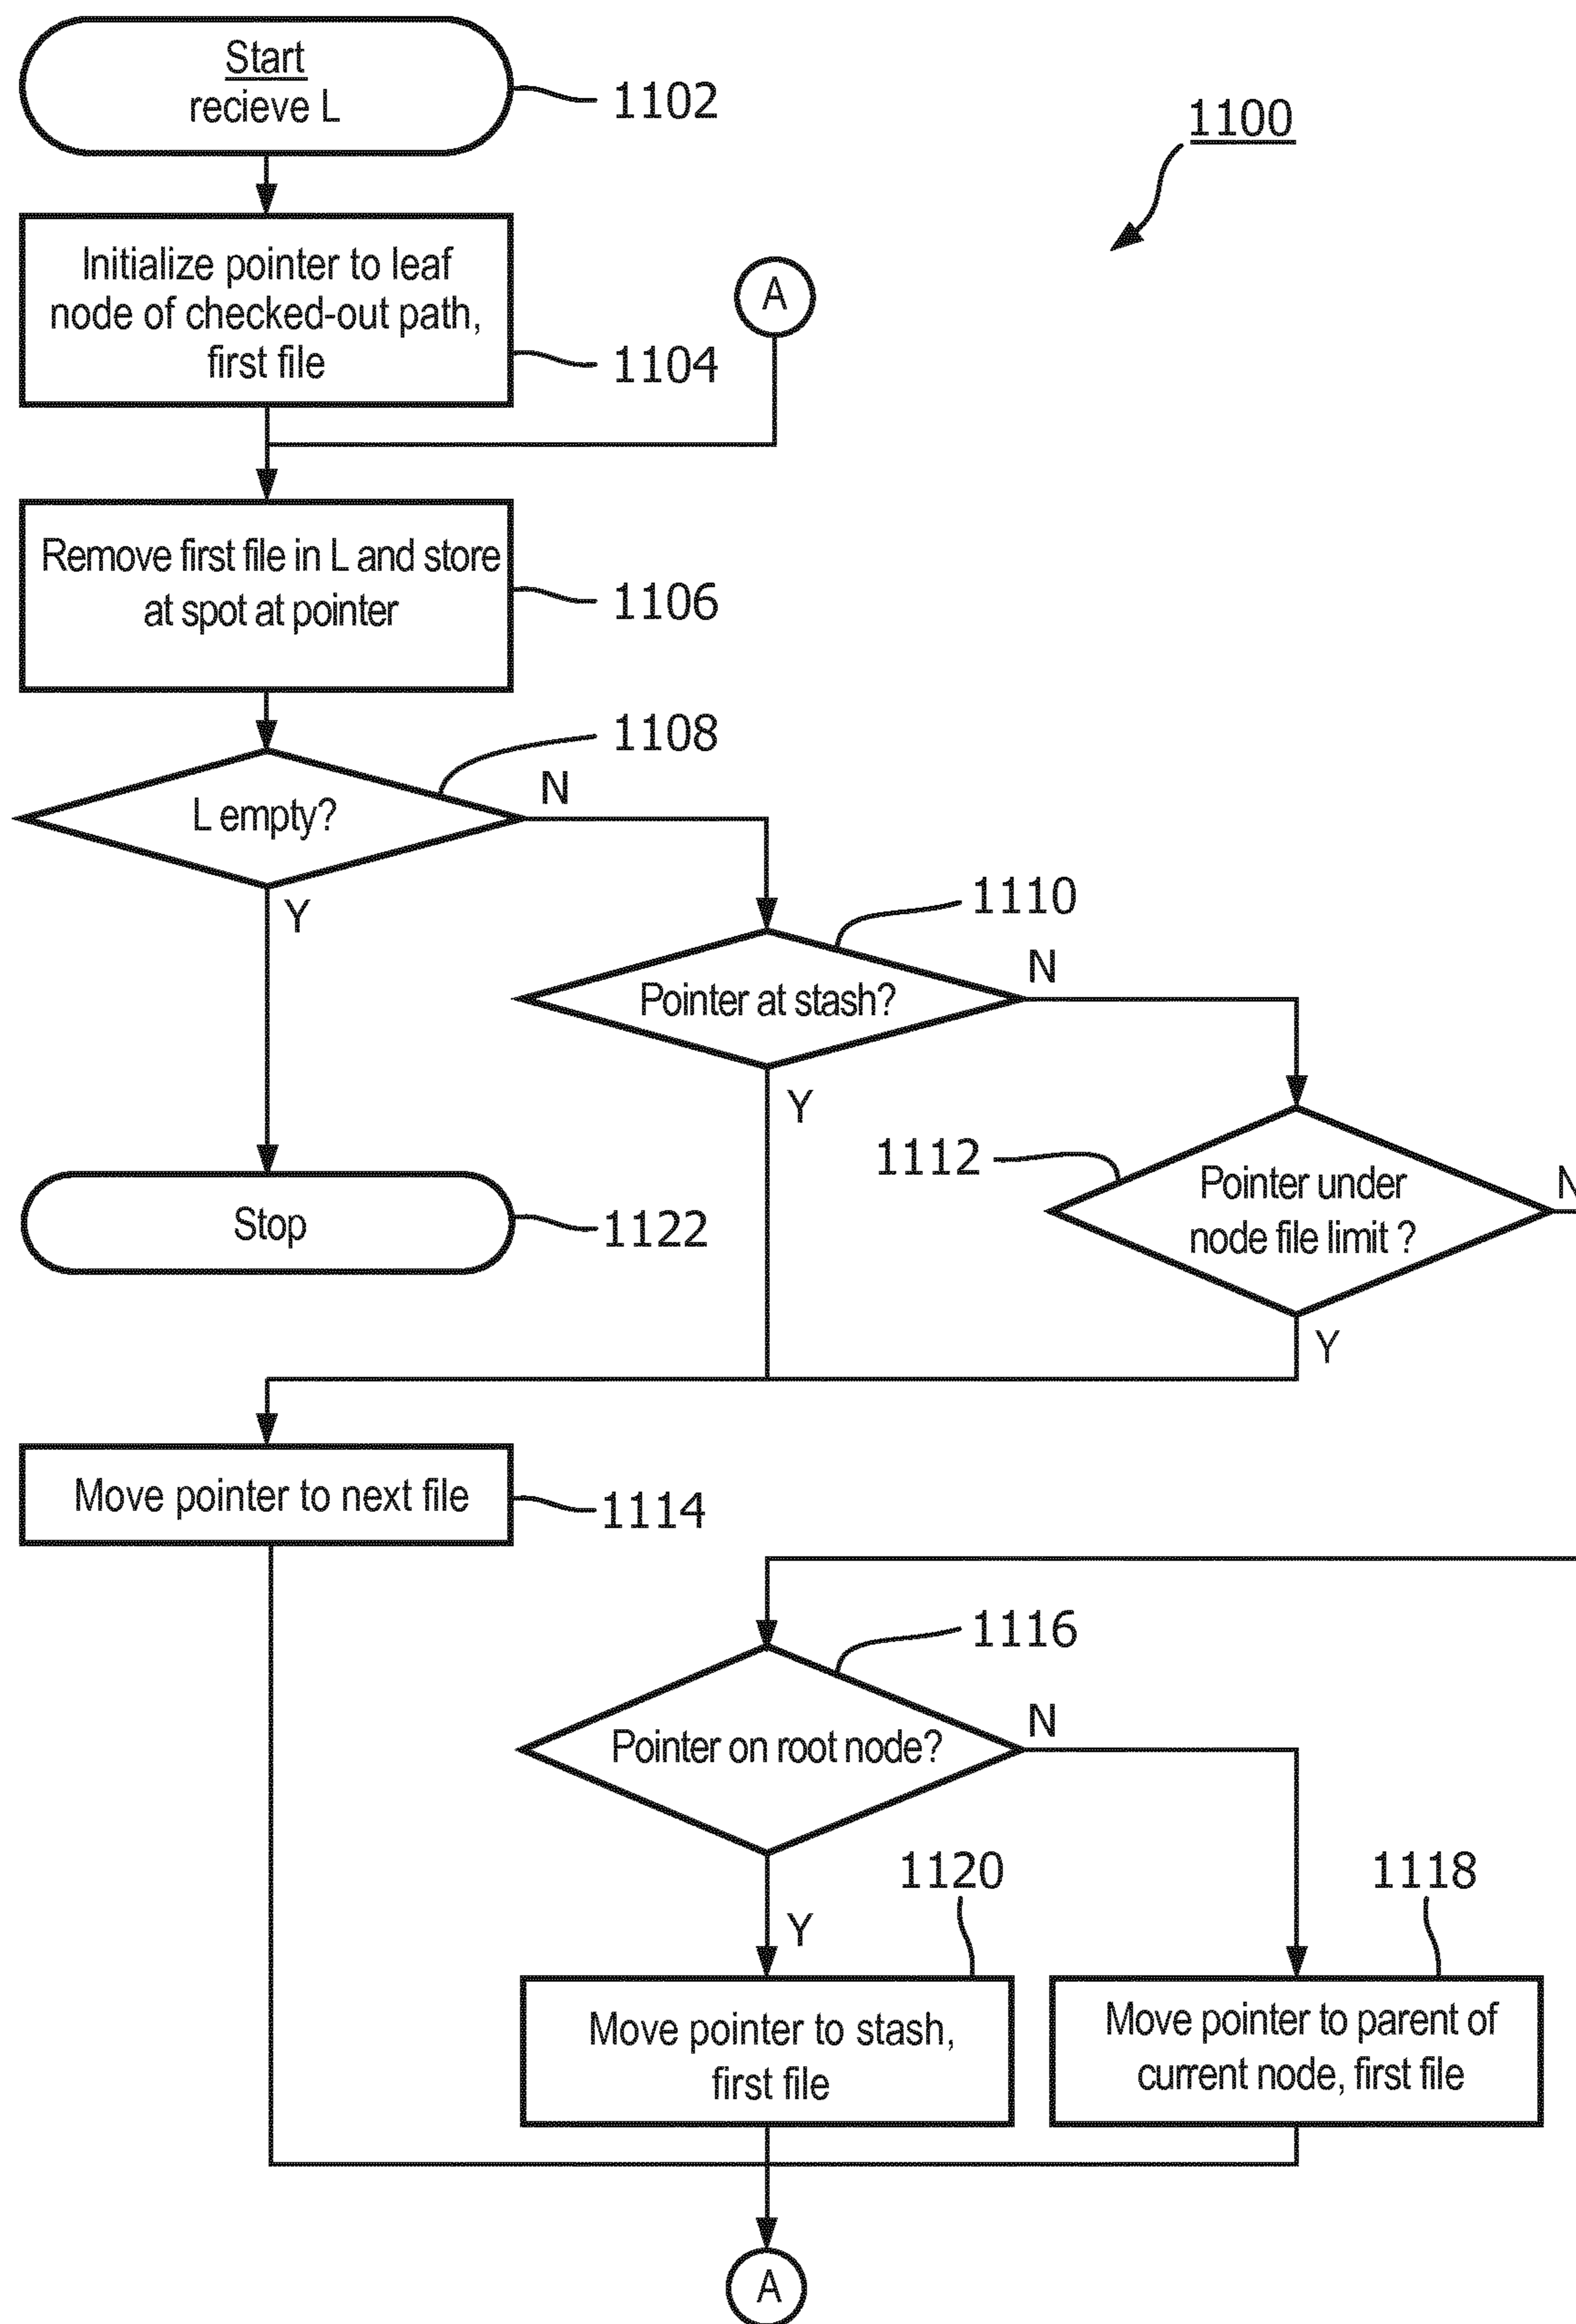 Start
recieve L
1102
1100
Initialize pointer to leaf
node of checked-out path,
first file
1104
A
Remove first file in L and store
at spot at pointer
1106
1108
L empty?
N
Y
1110
Pointer at stash?
N
Y
1112
Pointer under
node file limit ?
N
Y
Stop
1122
Move pointer to next file
1114
1116
Pointer on root node?
N
Y
1120
1118
Move pointer to stash,
first file
Move pointer to parent of
current node, first file
A